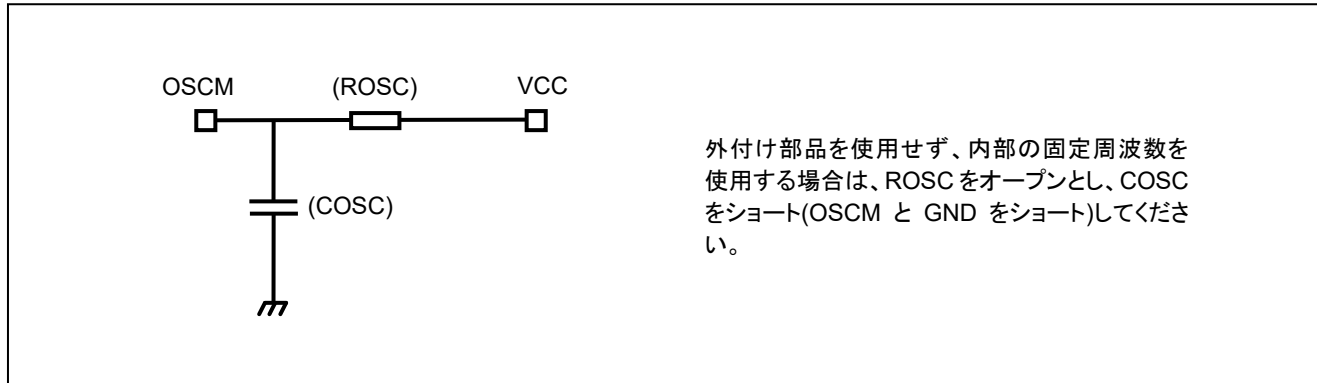 OSCM (ROSC) VCC
(COSC)
外付け部品を使用せず、内部の固定周波数を
使用する場合は、ROSC をオープンとし、COSC
をショート(OSCM と GND をショート)してくださ
い。